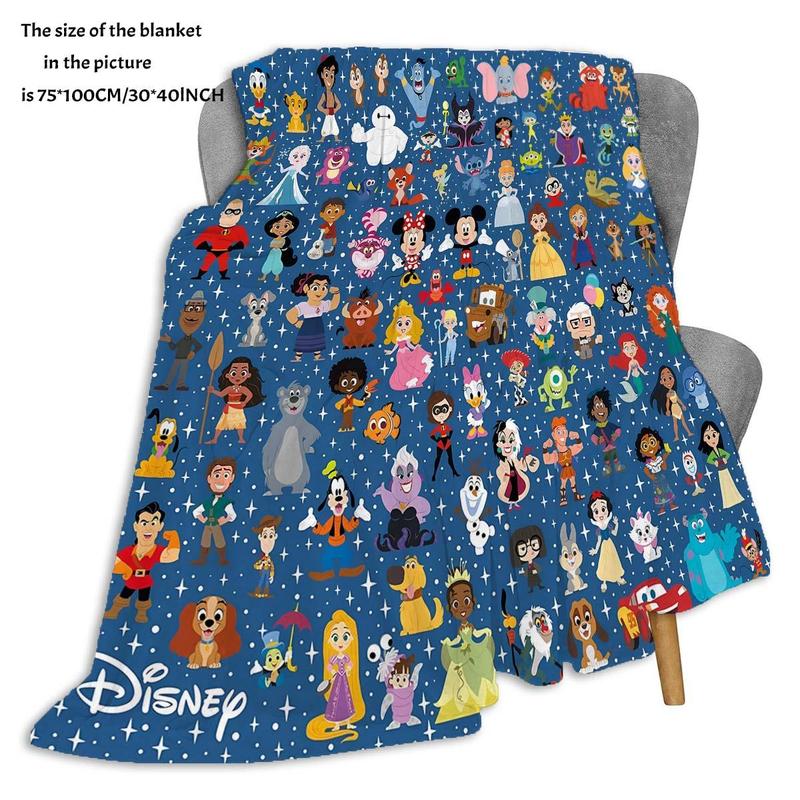 The size of the blanket
in the picture
is 75*100CM/30*40lNCH
Disney